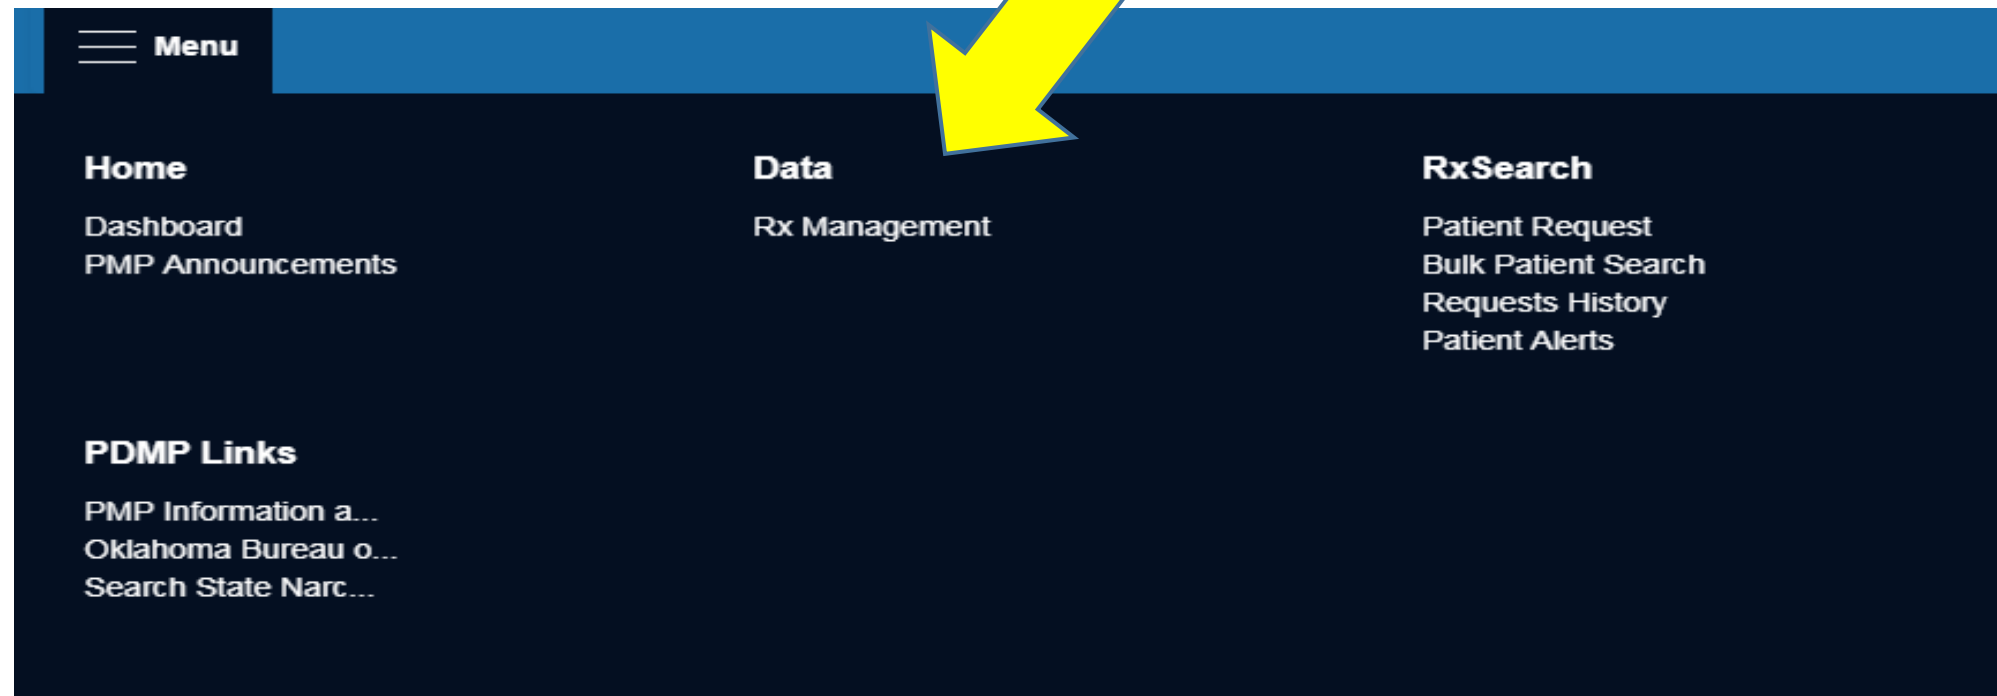 Menu
Home
Dashboard
PMP Announcements
Data
Rx Management
RxSearch
Patient Request
Bulk Patient Search
Requests History
Patient Alerts
PDMP Links
PMP Information a...
Oklahoma Bureau o...
Search State Narc...